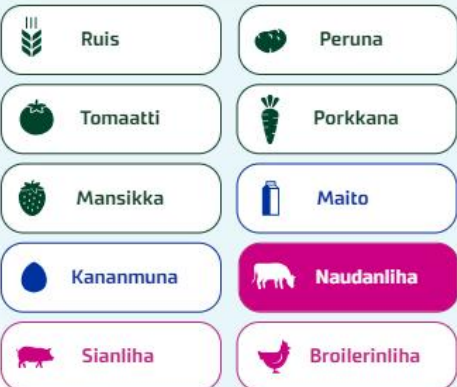 Ruis
Peruna
Tomaatti
Porkkana
Mansikka
Maito
Kananmuna
Naudanliha
Sianliha
Broilerinliha